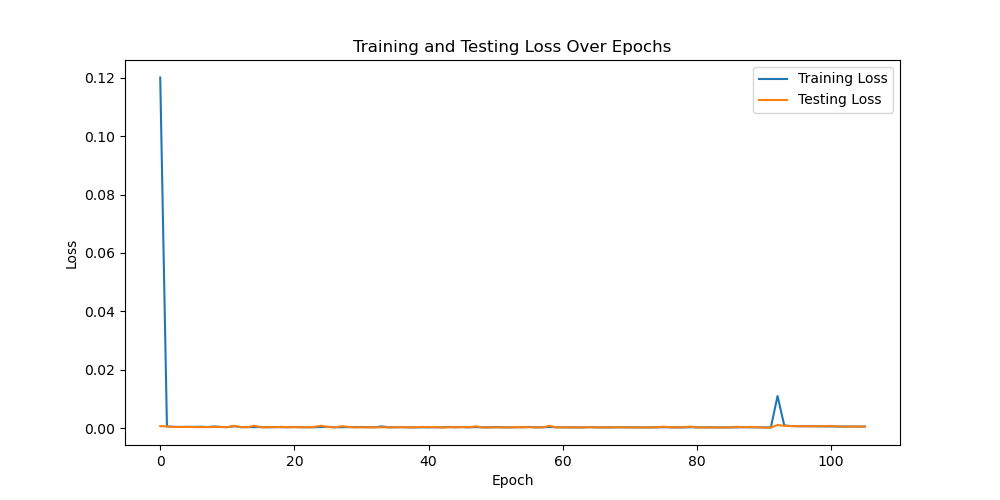 Training and Testing Loss Over Epochs
Training Loss
Testing Loss
0.12
0.10
0.08
0.06
0.04
0.02
0.00
Loss
0 20 40 60 80 100
Epoch